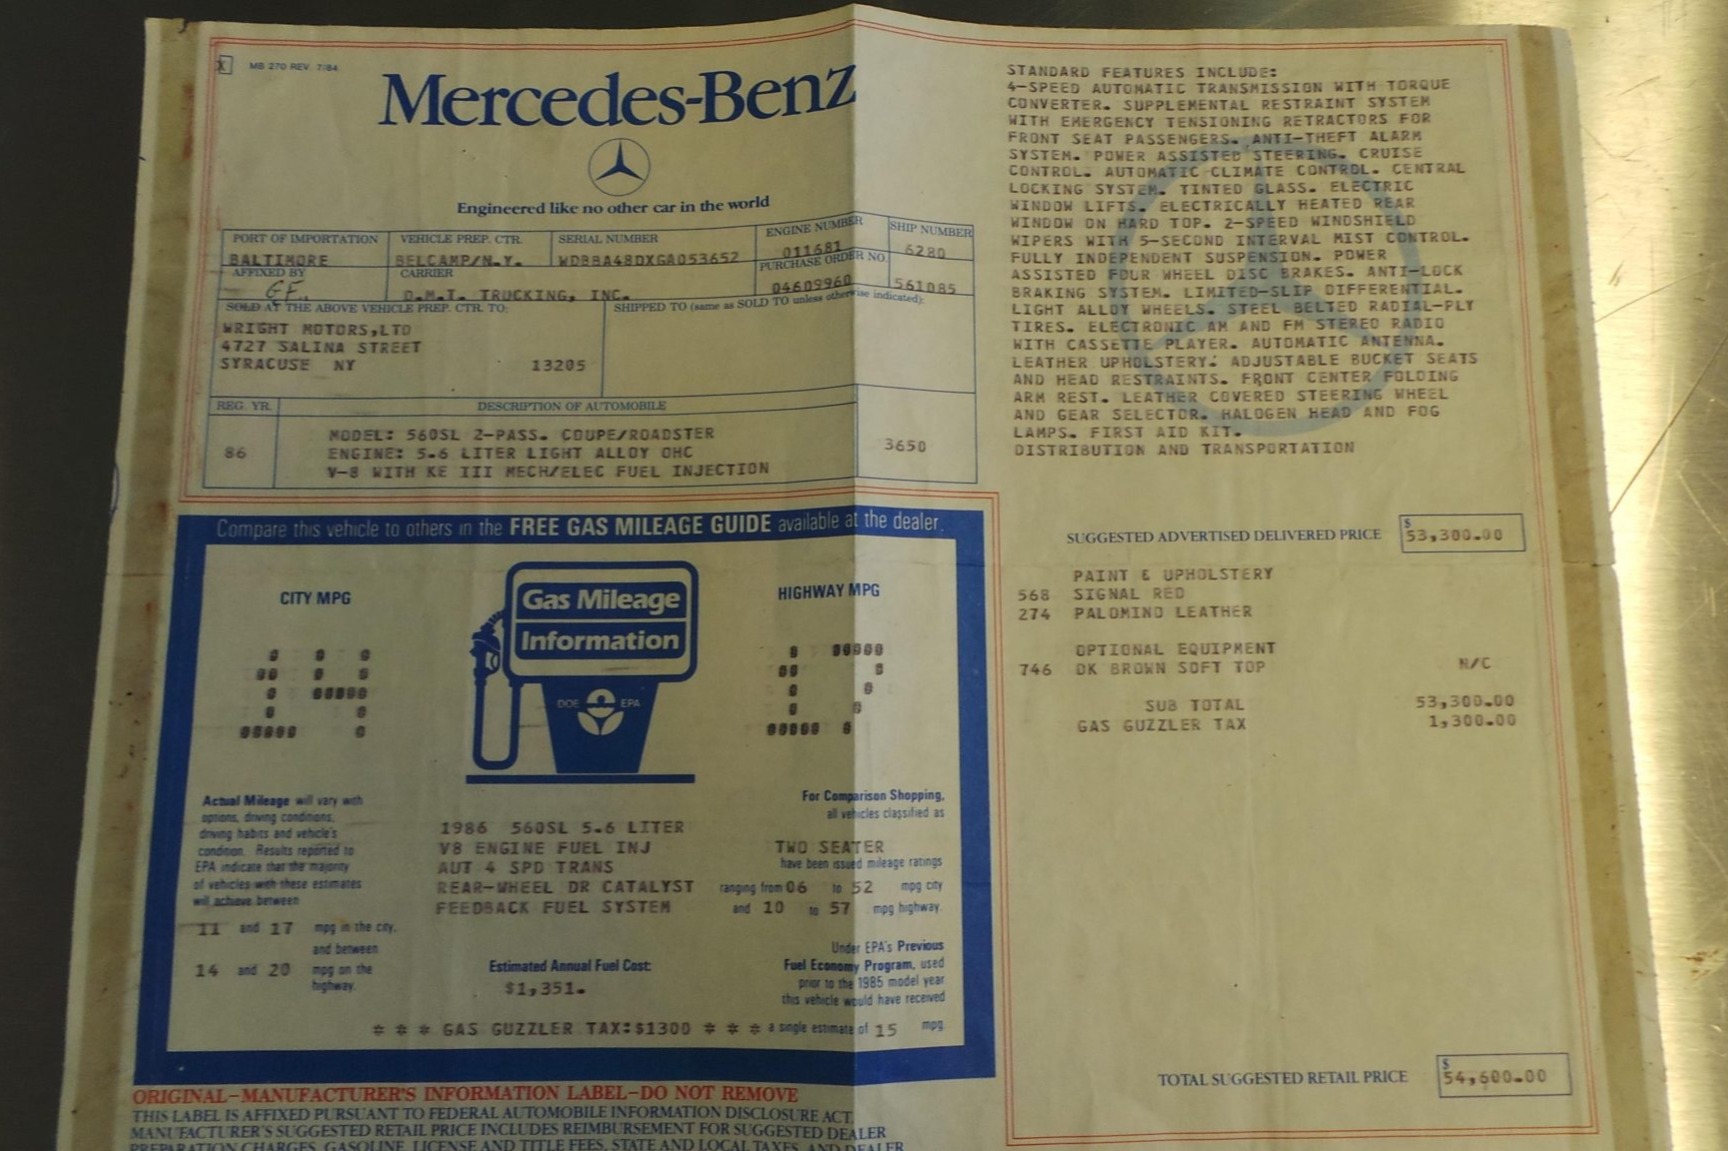 X MB 270 REV. 7/84
Mercedes-Benz
Engineered like no other car in the world
PORT OF IMPORTATION
BALTIMORE
VEHICLE PREP. CTR.
BELCAMP/N.Y.
SERIAL NUMBER
WDBBA48DXGA053652
ENGINE NUMBER
011681
SHIP NUMBER
6280
AFFIXED BY
G.F.
CARRIER
D.M.T. TRUCKING, INC.
PURCHASE ORDER NO.
04609960 561085
SOLD AT THE ABOVE VEHICLE PREP. CTR. TO:
WRIGHT MOTORS,LTD
4727 SALINA STREET
SYRACUSE NY 13205
SHIPPED TO (same as SOLD TO unless otherwise indicated):
REG. YR.
86
DESCRIPTION OF AUTOMOBILE
MODEL: 560SL 2-PASS. COUPE/ROADSTER
ENGINE: 5.6 LITER LIGHT ALLOY OHC
V-8 WITH KE III MECH/ELEC FUEL INJECTION
3650
STANDARD FEATURES INCLUDE:
4-SPEED AUTOMATIC TRANSMISSION WITH TORQUE
CONVERTER. SUPPLEMENTAL RESTRAINT SYSTEM
WITH EMERGENCY TENSIONING RETRACTORS FOR
FRONT SEAT PASSENGERS. ANTI-THEFT ALARM
SYSTEM. POWER ASSISTED STEERING. CRUISE
CONTROL. AUTOMATIC CLIMATE CONTROL. CENTRAL
LOCKING SYSTEM. TINTED GLASS. ELECTRIC
WINDOW LIFTS. ELECTRICALLY HEATED REAR
WINDOW ON HARD TOP. 2-SPEED WINDSHIELD
WIPERS WITH 5-SECOND INTERVAL MIST CONTROL.
FULLY INDEPENDENT SUSPENSION. POWER
ASSISTED FOUR WHEEL DISC BRAKES. ANTI-LOCK
BRAKING SYSTEM. LIMITED-SLIP DIFFERENTIAL.
LIGHT ALLOY WHEELS. STEEL BELTED RADIAL-PLY
TIRES. ELECTRONIC AM AND FM STEREO RADIO
WITH CASSETTE PLAYER. AUTOMATIC ANTENNA.
LEATHER UPHOLSTERY. ADJUSTABLE BUCKET SEATS
AND HEAD RESTRAINTS. FRONT CENTER FOLDING
ARM REST. LEATHER COVERED STEERING WHEEL
AND GEAR SELECTOR. HALOGEN HEAD AND FOG
LAMPS. FIRST AID KIT.
DISTRIBUTION AND TRANSPORTATION
SUGGESTED ADVERTISED DELIVERED PRICE $53,300.00
PAINT & UPHOLSTERY
568 SIGNAL RED
274 PALOMINO LEATHER
OPTIONAL EQUIPMENT
746 DK BROWN SOFT TOP N/C
SUB TOTAL 53,300.00
GAS GUZZLER TAX 1,300.00
TOTAL SUGGESTED RETAIL PRICE $54,600.00
Compare this vehicle to others in the FREE GAS MILEAGE GUIDE available at the dealer.
CITY MPG
14
Gas Mileage
Information
DOE EPA
HIGHWAY MPG
17
Actual Mileage will vary with
options, driving conditions,
driving habits and vehicle's
condition. Results reported to
EPA indicate that the majority
of vehicles with these estimates
will achieve between
11 and 17 mpg in the city,
and between
14 and 20 mpg on the
highway.
1986 560SL 5.6 LITER
V8 ENGINE FUEL INJ
AUT 4 SPD TRANS
REAR-WHEEL DR CATALYST
FEEDBACK FUEL SYSTEM
Estimated Annual Fuel Cost:
$1,351.
For Comparison Shopping,
all vehicles classified as
TWO SEATER
have been issued mileage ratings
ranging from 06 to 52 mpg city
and 10 to 57 mpg highway.
Under EPA's Previous
Fuel Economy Program, used
prior to the 1985 model year
this vehicle would have received
a single estimate of 15 mpg.
* * * GAS GUZZLER TAX:$1300 * * *
ORIGINAL–MANUFACTURER'S INFORMATION LABEL–DO NOT REMOVE
THIS LABEL IS AFFIXED PURSUANT TO FEDERAL AUTOMOBILE INFORMATION DISCLOSURE ACT.
MANUFACTURER'S SUGGESTED RETAIL PRICE INCLUDES REIMBURSEMENT FOR SUGGESTED DEALER
PREPARATION CHARGES. GASOLINE, LICENSE AND TITLE FEES, STATE AND LOCAL TAXES, AND DEALER